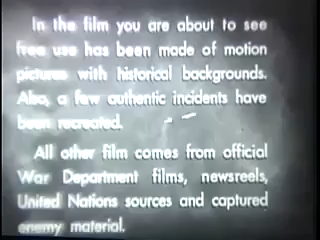 In the film you are about to see
free use has been made of motion
pictures with historical backgrounds.
Also, a few authentic incidents have
been recreated.
All other film comes from official
War Department films, newsreels,
United Nations sources and captured
enemy material.